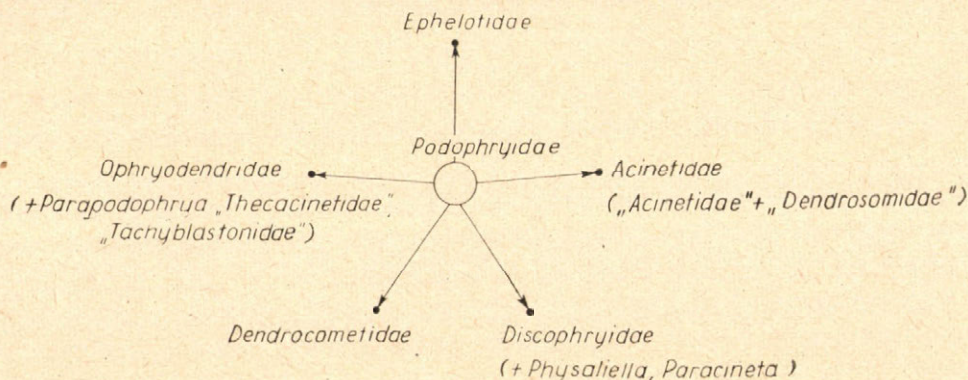 Ephelotidae
Podophryidae
Ophryodendridae
(+Parapodophrya „Thecacinetidae"
„Tachyblastonidae")
Acinetidae
(„Acinetidae"+„Dendrosomidae")
Dendrocometidae
Discophryidae
(+Physaliella, Paracineta)